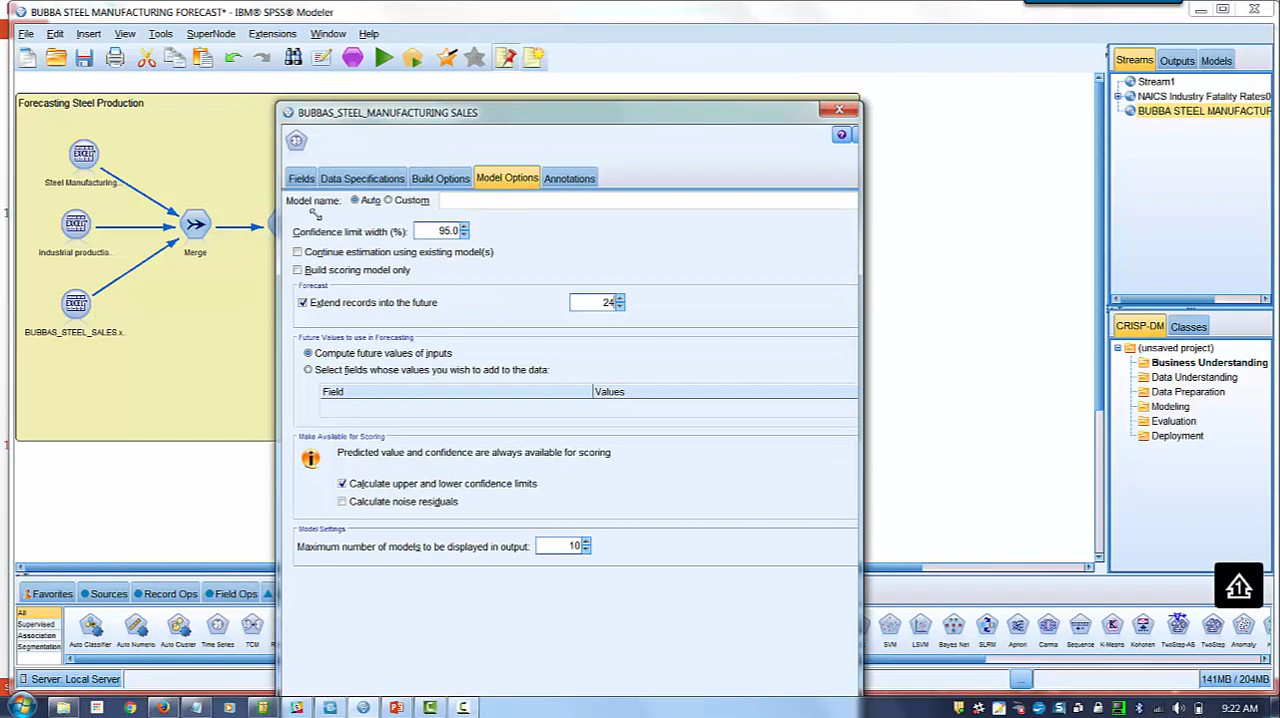 BUBBA STEEL MANUFACTURING FORECAST* - IBM® SPSS® Modeler
File Edit Insert View Tools SuperNode Extensions Window Help
Forecasting Steel Production
Steel Manufacturing...
industrial productio...
Merge
BUBBAS_STEEL_SALES.x...
BUBBAS_STEEL_MANUFACTURING SALES
?
Fields Data Specifications Build Options Model Options Annotations
Model name: Auto Custom
Confidence limit width (%): 95.0
Continue estimation using existing model(s)
Build scoring model only
Forecast
Extend records into the future 24
Future Values to use in Forecasting
Compute future values of inputs
Select fields whose values you wish to add to the data:
Field Values
Make Available for Scoring
Predicted value and confidence are always available for scoring
Calculate upper and lower confidence limits
Calculate noise residuals
Model Settings
Maximum number of models to be displayed in output: 10
Streams Outputs Models
Stream1
NAICS Industry Fatality Rates0
BUBBA STEEL MANUFACTUR
CRISP-DM Classes
(unsaved project)
Business Understanding
Data Understanding
Data Preparation
Modeling
Evaluation
Deployment
Favorites Sources Record Ops Field Ops
All
Supervised
Association
Segmentation
Auto Classifier Auto Numeric Auto Cluster Time Series TCM
SVM LSVM Bayes Net SLRM Apriori Carma Sequence K-Means Kohonen TwoStep-AS TwoStep Anomaly
Server: Local Server
141MB / 204MB
9:22 AM